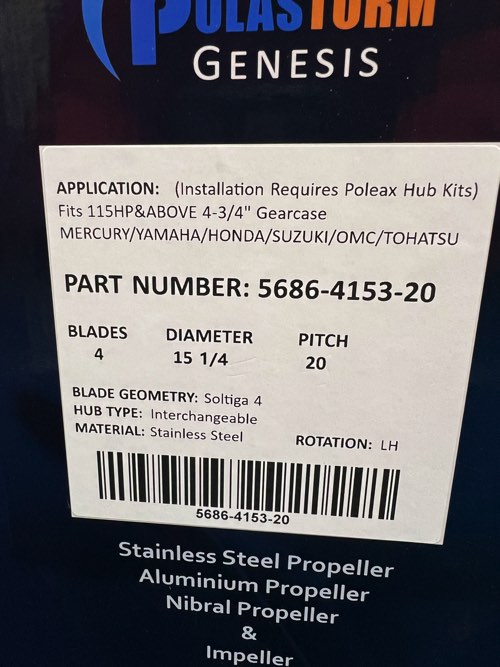 POLASTORM
GENESIS
APPLICATION: (Installation Requires Poleax Hub Kits)
Fits 115HP&ABOVE 4-3/4" Gearcase
MERCURY/YAMAHA/HONDA/SUZUKI/OMC/TOHATSU
PART NUMBER: 5686-4153-20
BLADES DIAMETER PITCH
4 15 1/4 20
BLADE GEOMETRY: Soltiga 4
HUB TYPE: Interchangeable
MATERIAL: Stainless Steel ROTATION: LH
5686-4153-20
Stainless Steel Propeller
Aluminium Propeller
Nibral Propeller
&
Impeller